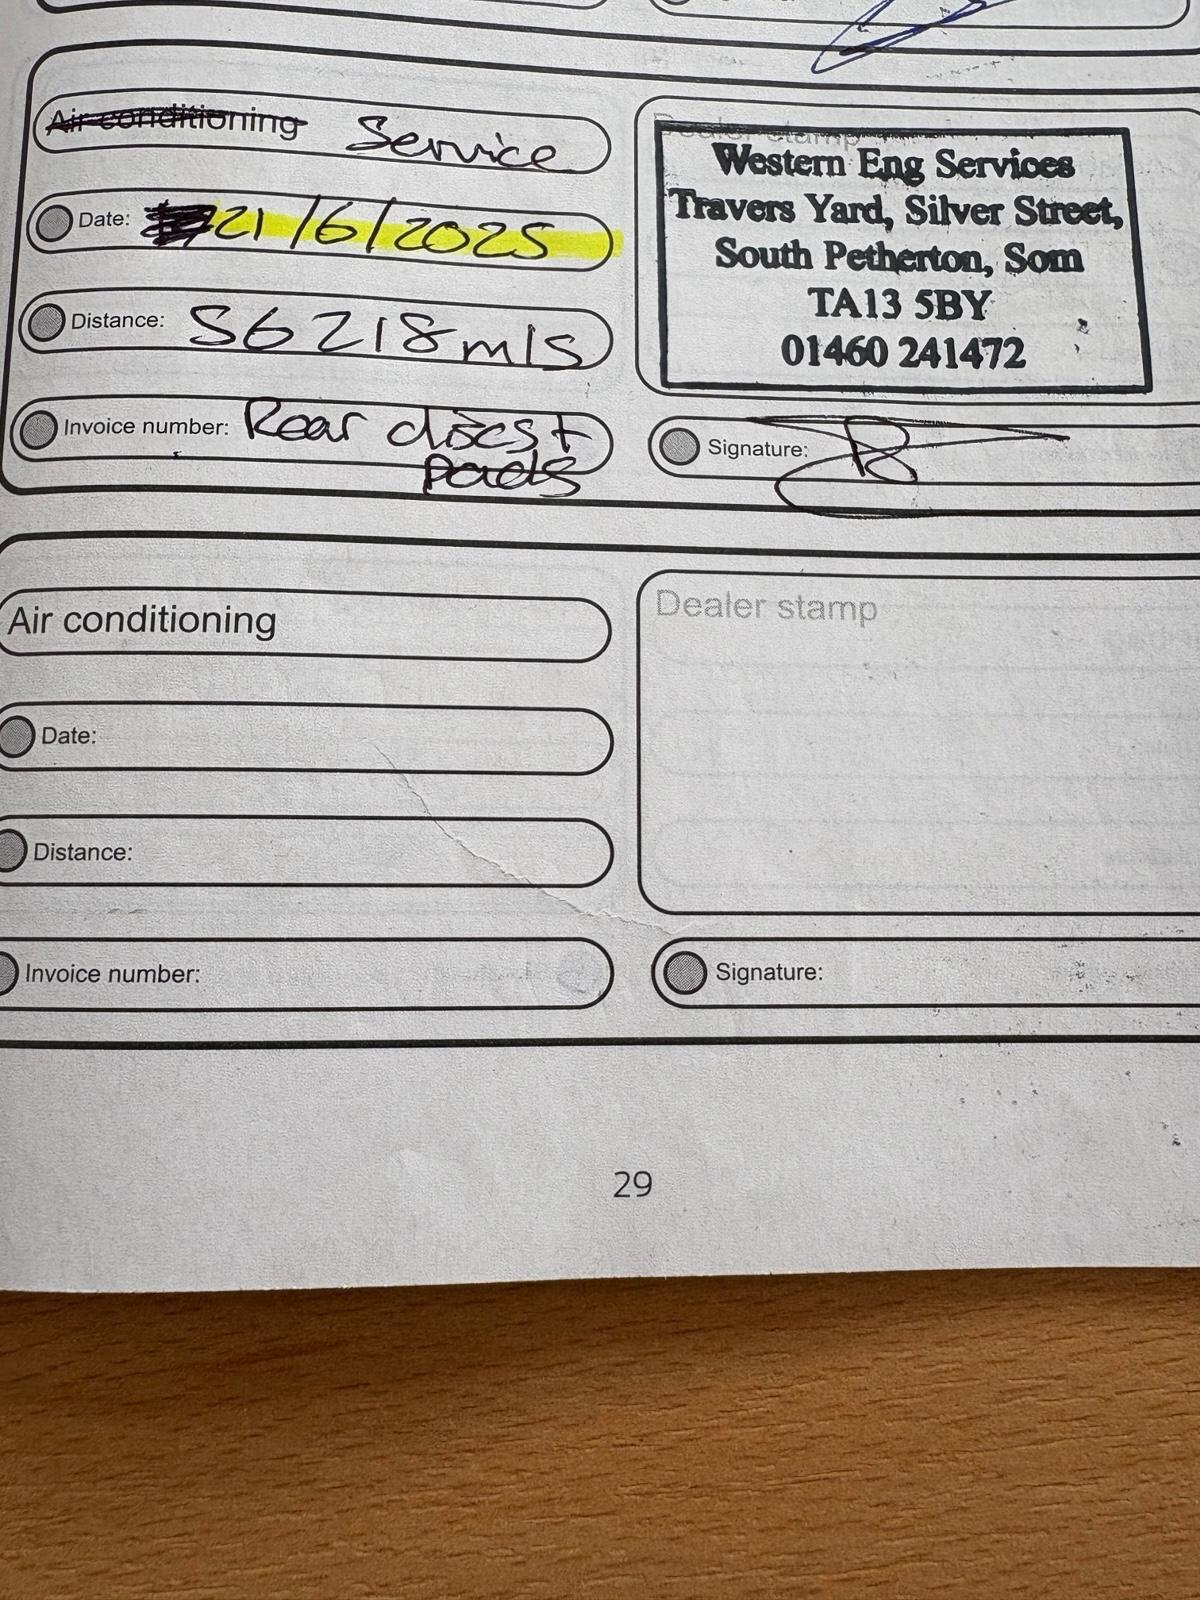 Air conditioning Service
Dealer stamp
Western Eng Services
Travers Yard, Silver Street,
South Petherton, Som
TA13 5BY
01460 241472
Date: 21/6/2025
Distance: 56218 mls
Invoice number: Rear discs +
pads
Signature:
Air conditioning
Dealer stamp
Date:
Distance:
Invoice number:
Signature:
29